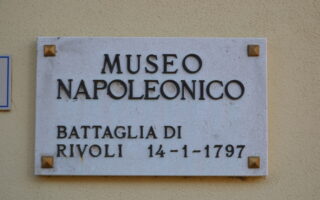 MUSEO
NAPOLEONICO
BATTAGLIA DI
RIVOLI 14-1-1797